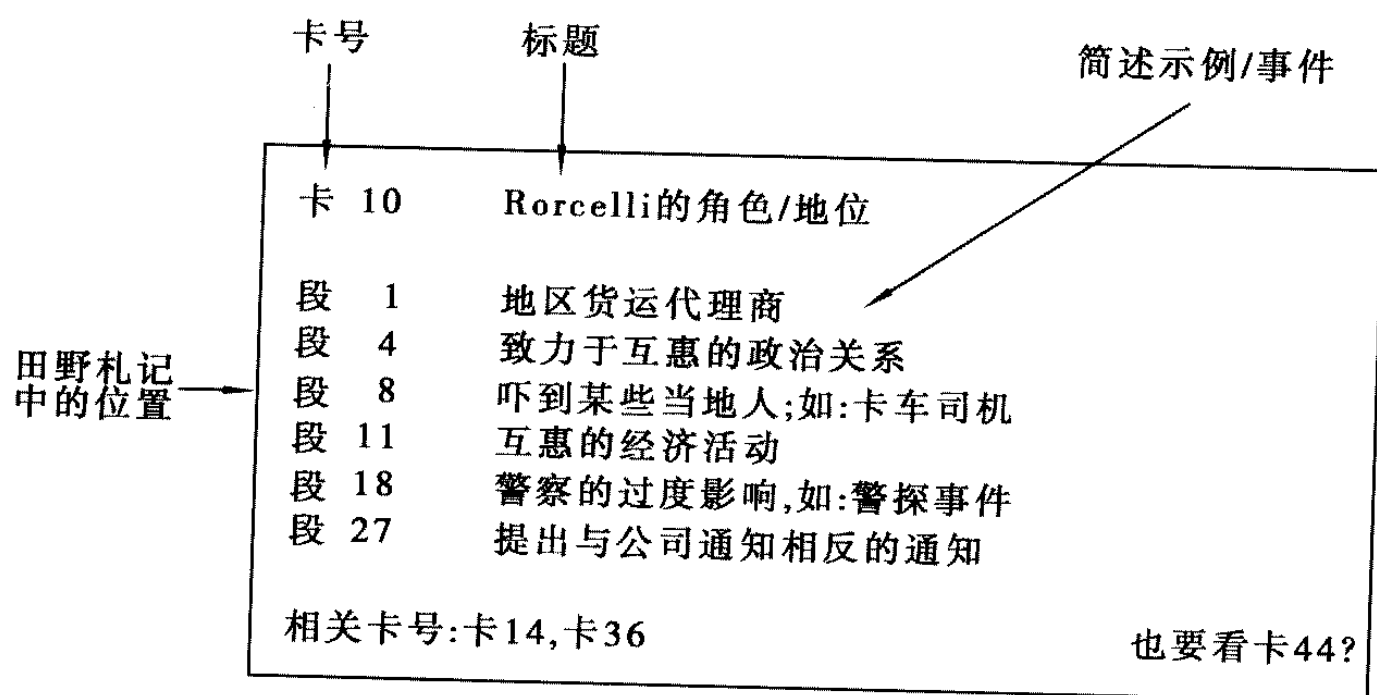 卡号 标题
简述示例/事件
卡 10 Rorcelli的角色/地位
段 1 地区货运代理商
段 4 致力于互惠的政治关系
田野札记
中的位置
段 8 吓到某些当地人;如:卡车司机
段 11 互惠的经济活动
段 18 警察的过度影响,如:警探事件
段 27 提出与公司通知相反的通知
相关卡号:卡14,卡36 也要看卡44?